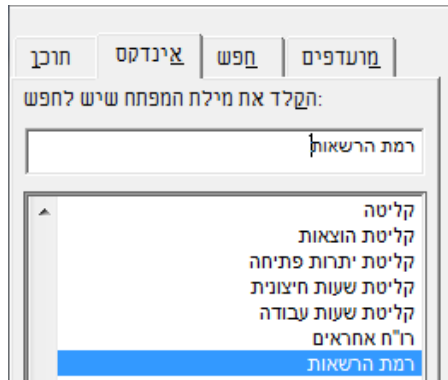 תוכן אינדקס חפש מועדפים
הקלד את מילת המפתח שיש לחפש:
רמת הרשאות
קליטה
קליטת הוצאות
קליטת יתרות פתיחה
קליטת שעות חיצונית
קליטת שעות עבודה
רו"ח אחראים
רמת הרשאות